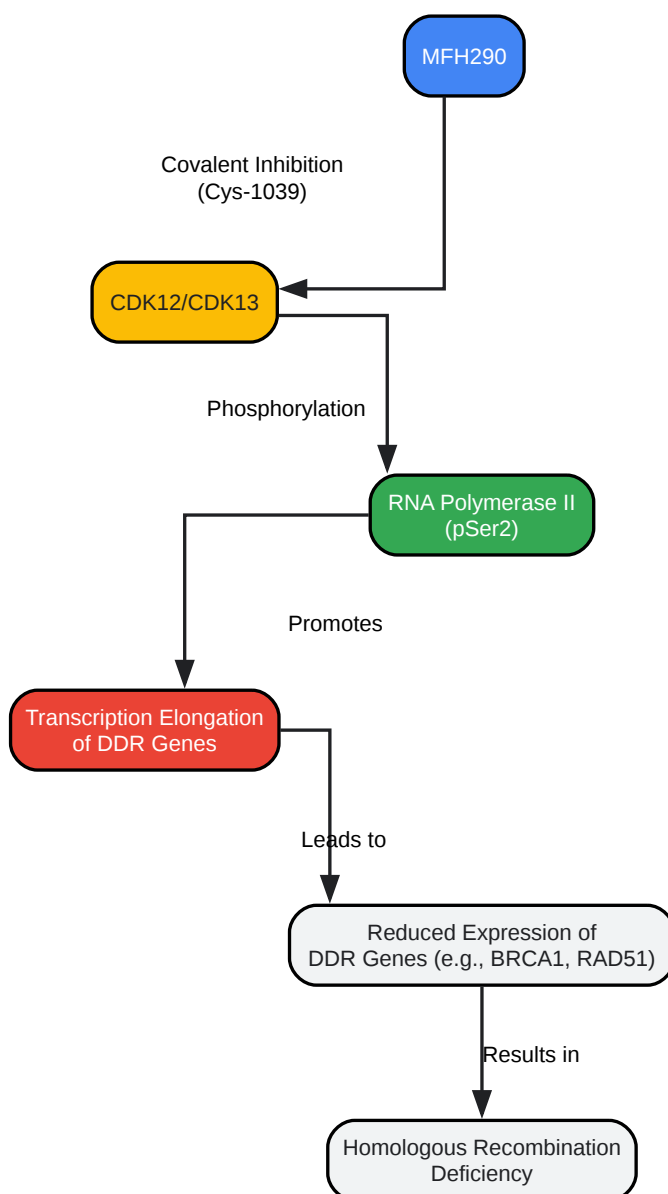 MFH290
Covalent Inhibition
(Cys-1039)
CDK12/CDK13
Phosphorylation
RNA Polymerase II
(pSer2)
Promotes
Transcription Elongation
of DDR Genes
Leads to
Reduced Expression of
DDR Genes (e.g., BRCA1, RAD51)
Results in
Homologous Recombination
Deficiency